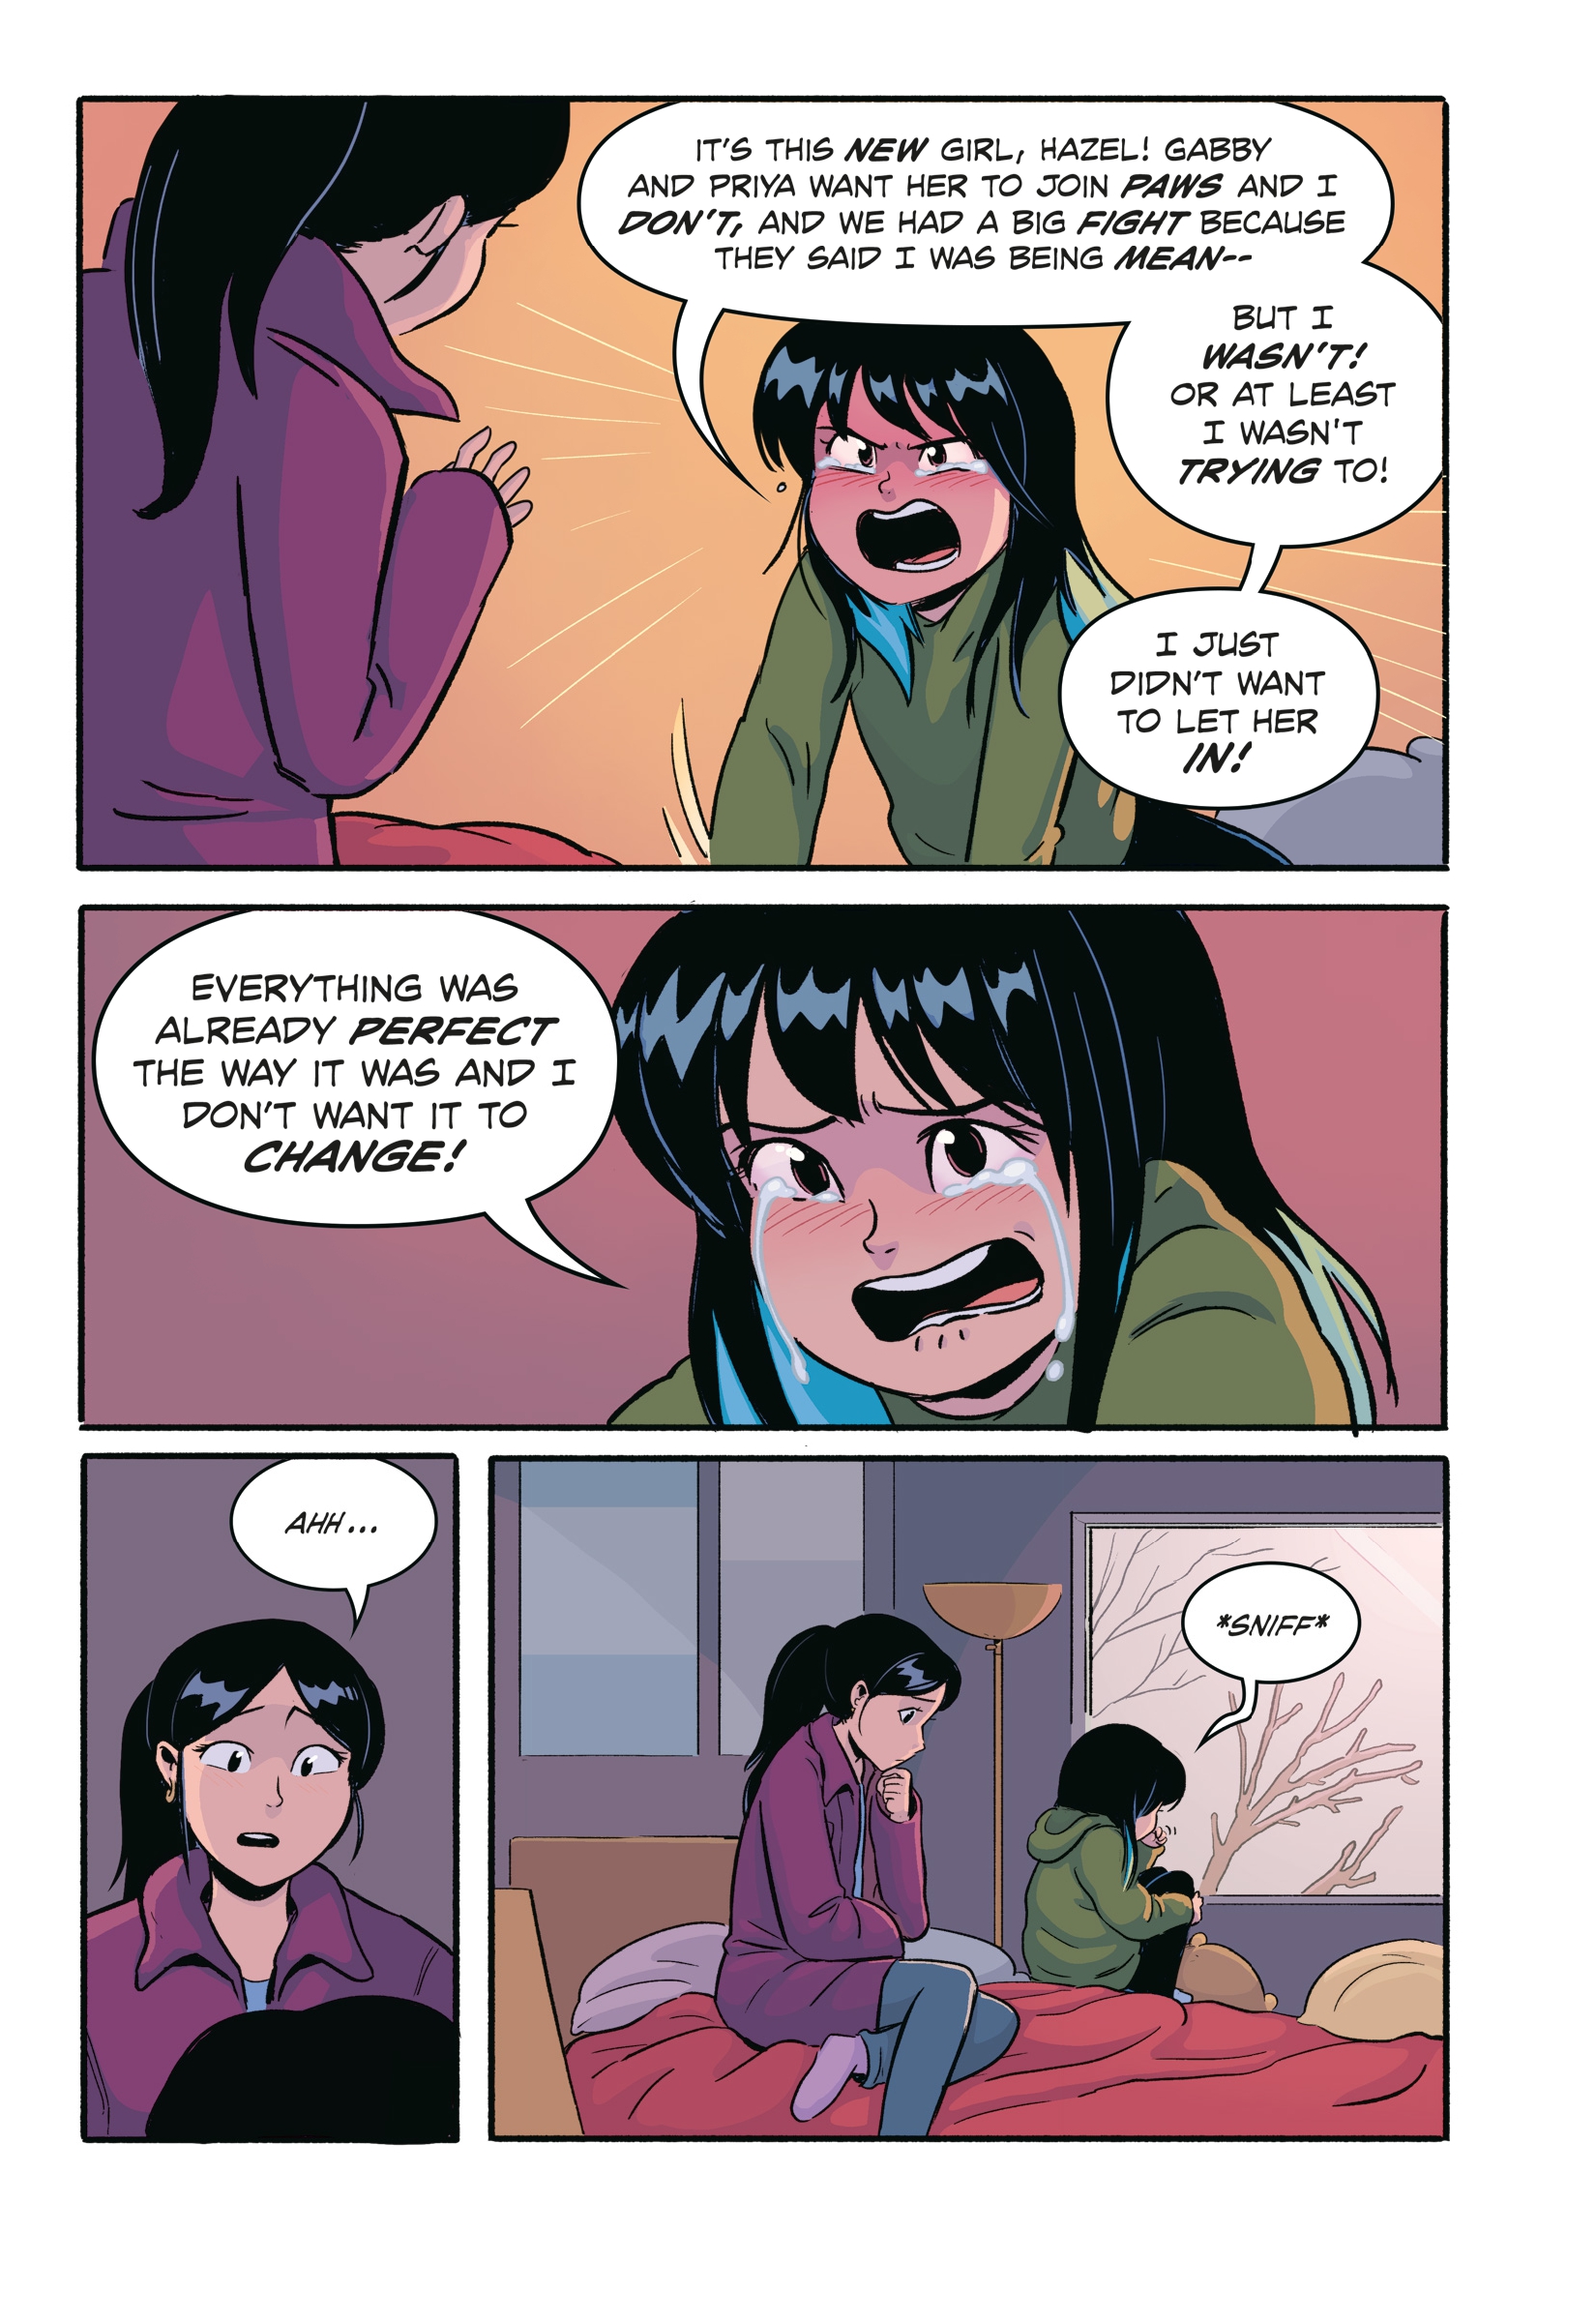 IT'S THIS NEW GIRL, HAZEL! GABBY
AND PRIYA WANT HER TO JOIN PAWS AND I
DON'T, AND WE HAD A BIG FIGHT BECAUSE
THEY SAID I WAS BEING MEAN--
BUT I
WASN'T!
OR AT LEAST
I WASN'T
TRYING TO!
I JUST
DIDN'T WANT
TO LET HER
IN!
EVERYTHING WAS
ALREADY PERFECT
THE WAY IT WAS AND I
DON'T WANT IT TO
CHANGE!
AHH...
*SNIFF*